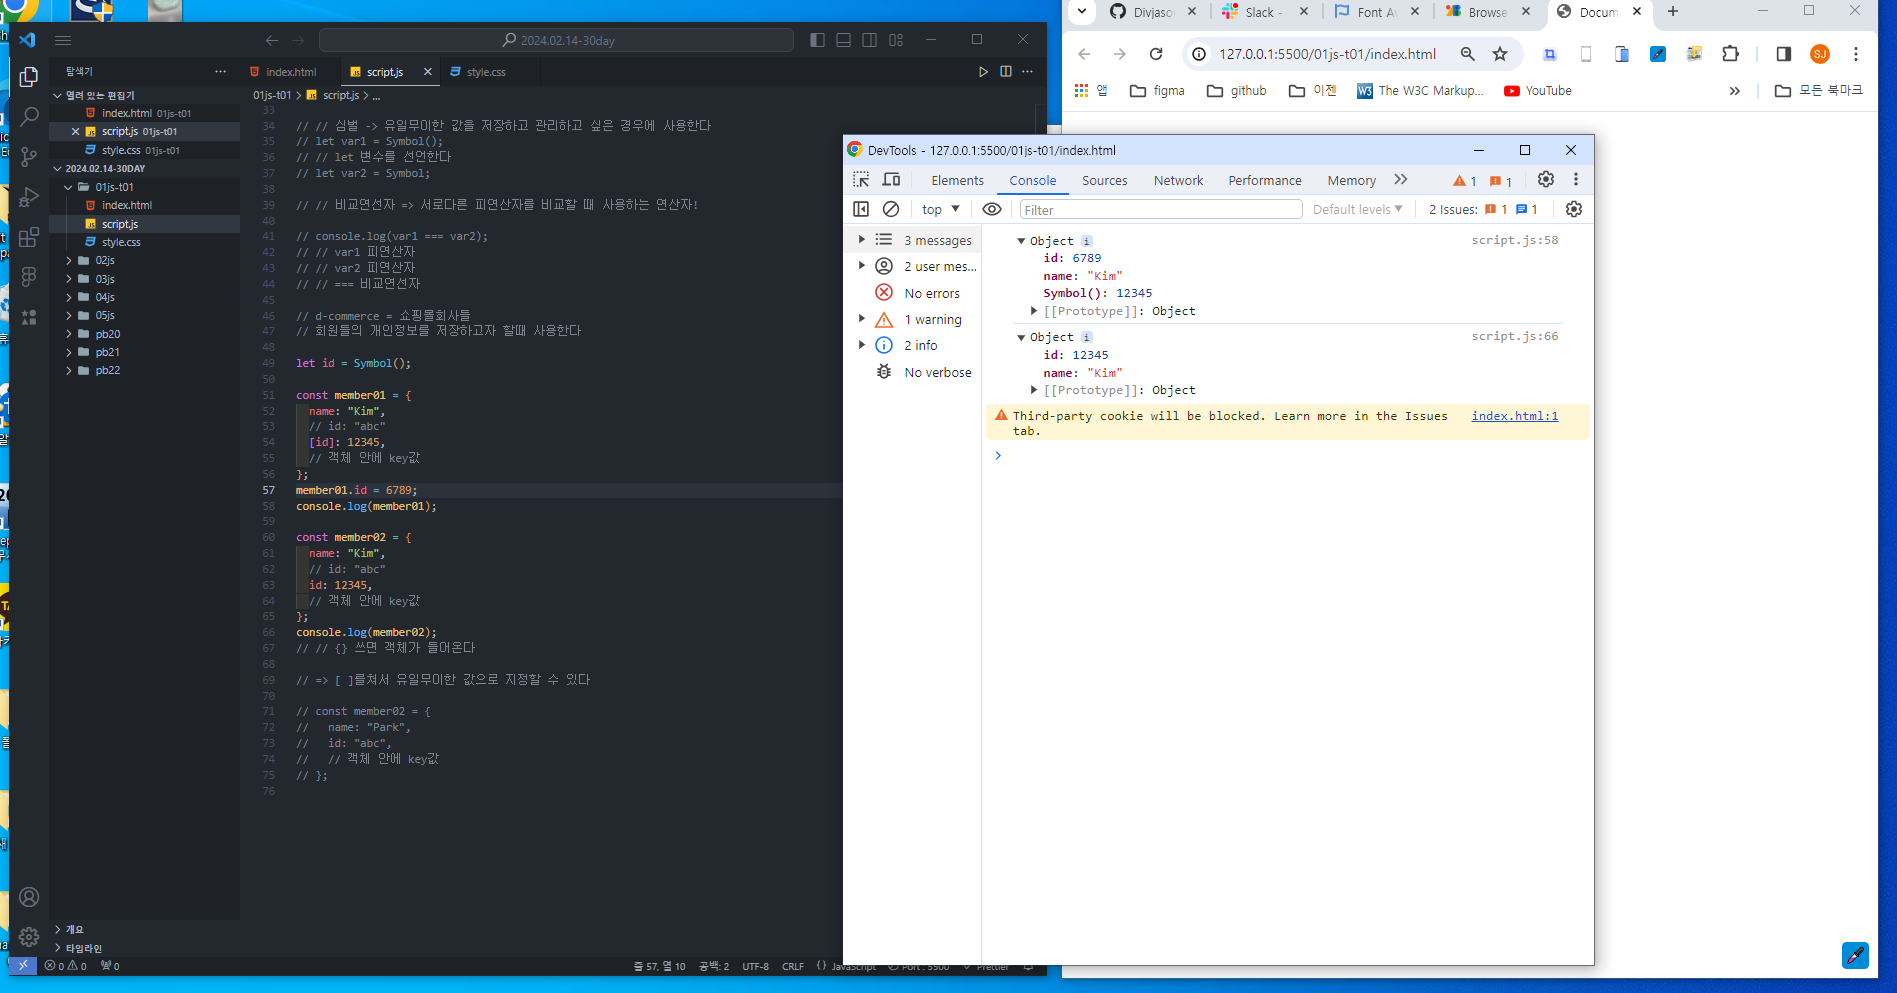 2024.02.14-30day
탐색기
index.html
script.js
style.css
열려 있는 편집기
index.html 01js-t01
script.js 01js-t01
style.css 01js-t01
2024.02.14-30DAY
01js-t01
index.html
script.js
style.css
02js
03js
04js
05js
pb20
pb21
pb22
개요
타임라인
01js-t01 > script.js > ...
33
34 // // 심벌 -> 유일무이한 값을 저장하고 관리하고 싶은 경우에 사용한다
35 // let var1 = Symbol();
36 // // let 변수를 선언한다
37 // let var2 = Symbol;
38
39 // // 비교연선자 => 서로다른 피연산자를 비교할 때 사용하는 연산자!
40
41 // console.log(var1 === var2);
42 // // var1 피연산자
43 // // var2 피연산자
44 // // === 비교연선자
45
46 // d-commerce = 쇼핑몰회사들
47 // 회원들의 개인정보를 저장하고자 할때 사용한다
48
49 let id = Symbol();
50
51 const member01 = {
52 name: "Kim",
53 // id: "abc"
54 [id]: 12345,
55 // 객체 안에 key값
56 };
57 member01.id = 6789;
58 console.log(member01);
59
60 const member02 = {
61 name: "Kim",
62 // id: "abc"
63 id: 12345,
64 // 객체 안에 key값
65 };
66 console.log(member02);
67 // // {} 쓰면 객체가 들어온다
68
69 // => [ ]를쳐서 유일무이한 값으로 지정할 수 있다
70
71 // const member02 = {
72 //   name: "Park",
73 //   id: "abc",
74 //   // 객체 안에 key값
75 // };
76
0 0 0
줄 57, 열 10 공백: 2 UTF-8 CRLF {} JavaScript Port : 5500 Prettier
Divjaso
Slack -
Font A
Browse
Docum
127.0.0.1:5500/01js-t01/index.html
SJ
앱
figma
github
이젠
The W3C Markup...
YouTube
모든 북마크
DevTools - 127.0.0.1:5500/01js-t01/index.html
Elements Console Sources Network Performance Memory 1 1
top Filter Default levels 2 Issues: 1 1
3 messages
2 user mes...
No errors
1 warning
2 info
No verbose
Object i script.js:58
id: 6789
name: "Kim"
Symbol(): 12345
[[Prototype]]: Object
Object i script.js:66
id: 12345
name: "Kim"
[[Prototype]]: Object
Third-party cookie will be blocked. Learn more in the Issues index.html:1
tab.